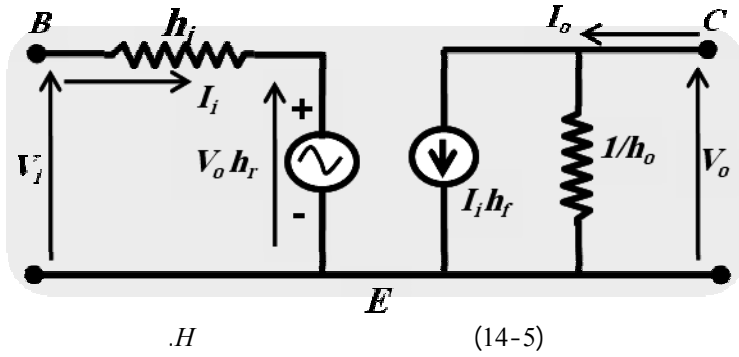 B h_i I_o C
I_i
V_i V_o h_r + - I_i h_f 1/h_o V_o
E
.H (14-5)